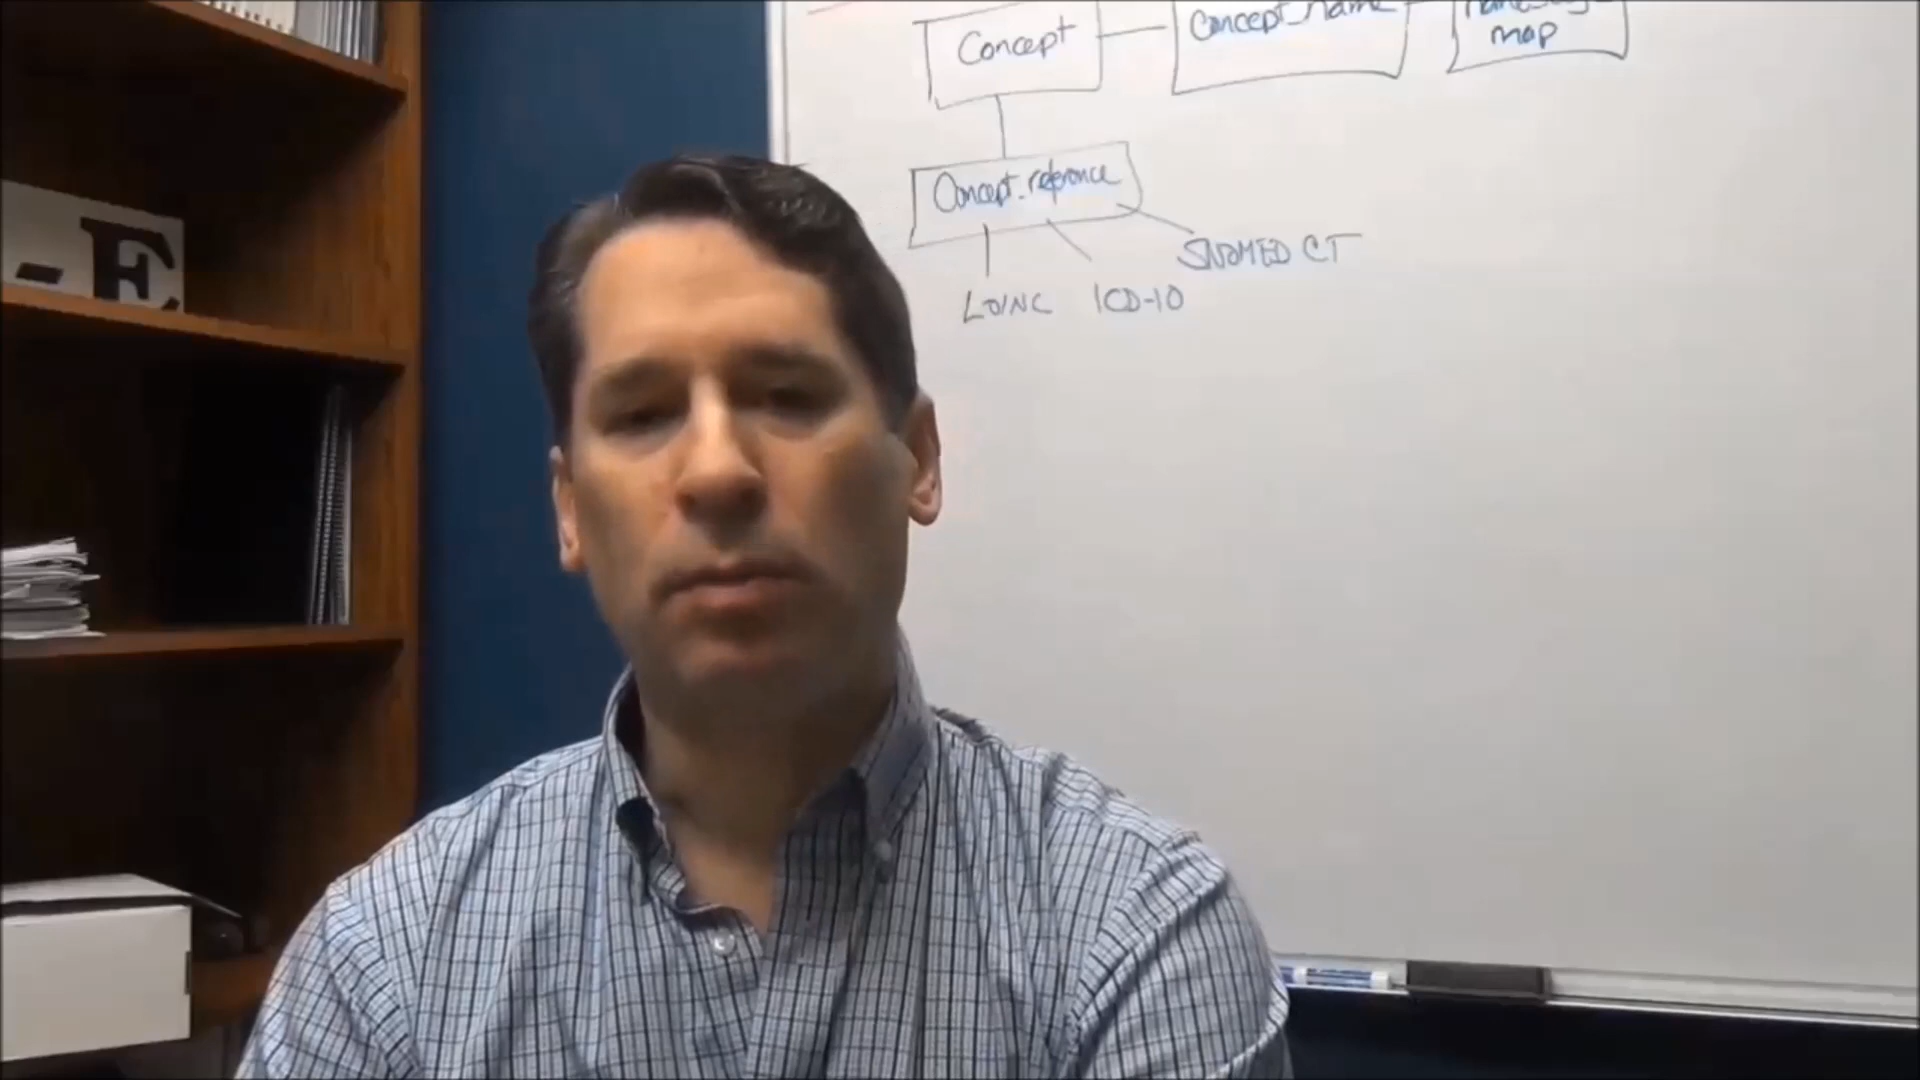 Concept
Concept_name
map
Concept_reference
SNOMED CT
LOINC
ICD-10
-E